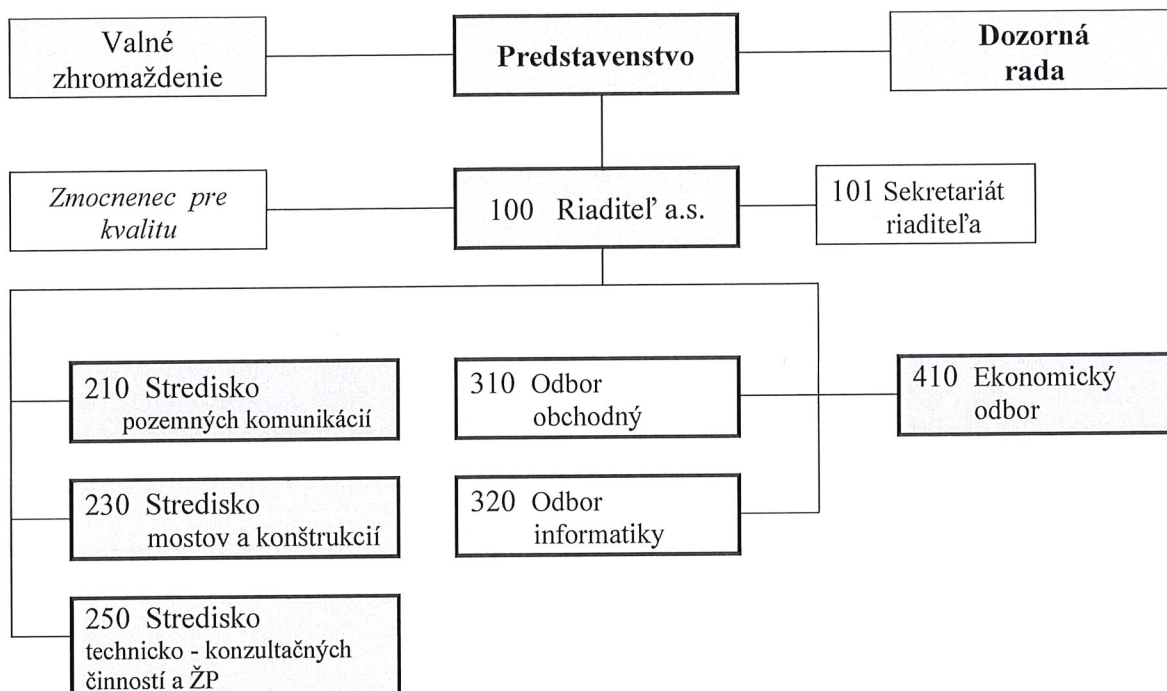 Valné
zhromaždenie
Predstavenstvo
Dozorná
rada
Zmocnenec pre
kvalitu
100 Riaditeľ a.s.
101 Sekretariát
riaditeľa
210 Stredisko
pozemných komunikácií
310 Odbor
obchodný
410 Ekonomický
odbor
230 Stredisko
mostov a konštrukcií
320 Odbor
informatiky
250 Stredisko
technicko - konzultačných
činností a ŽP